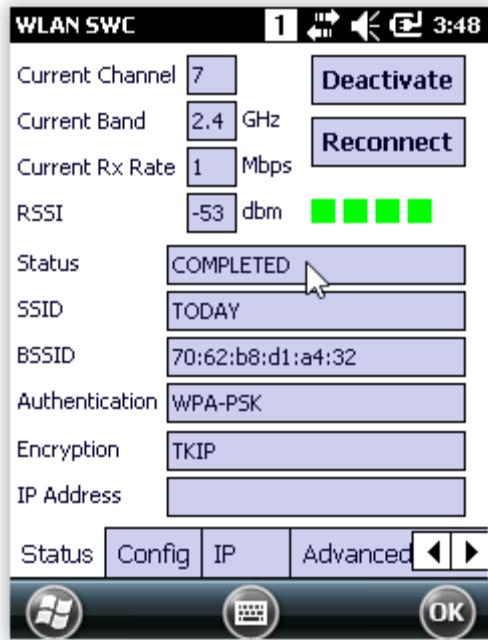 WLAN SWC 1 3:48
Current Channel 7 Deactivate
Current Band 2.4 GHz
Reconnect
Current Rx Rate 1 Mbps
RSSI -53 dbm
Status COMPLETED
SSID TODAY
BSSID 70:62:b8:d1:a4:32
Authentication WPA-PSK
Encryption TKIP
IP Address
Status Config IP Advanced
OK